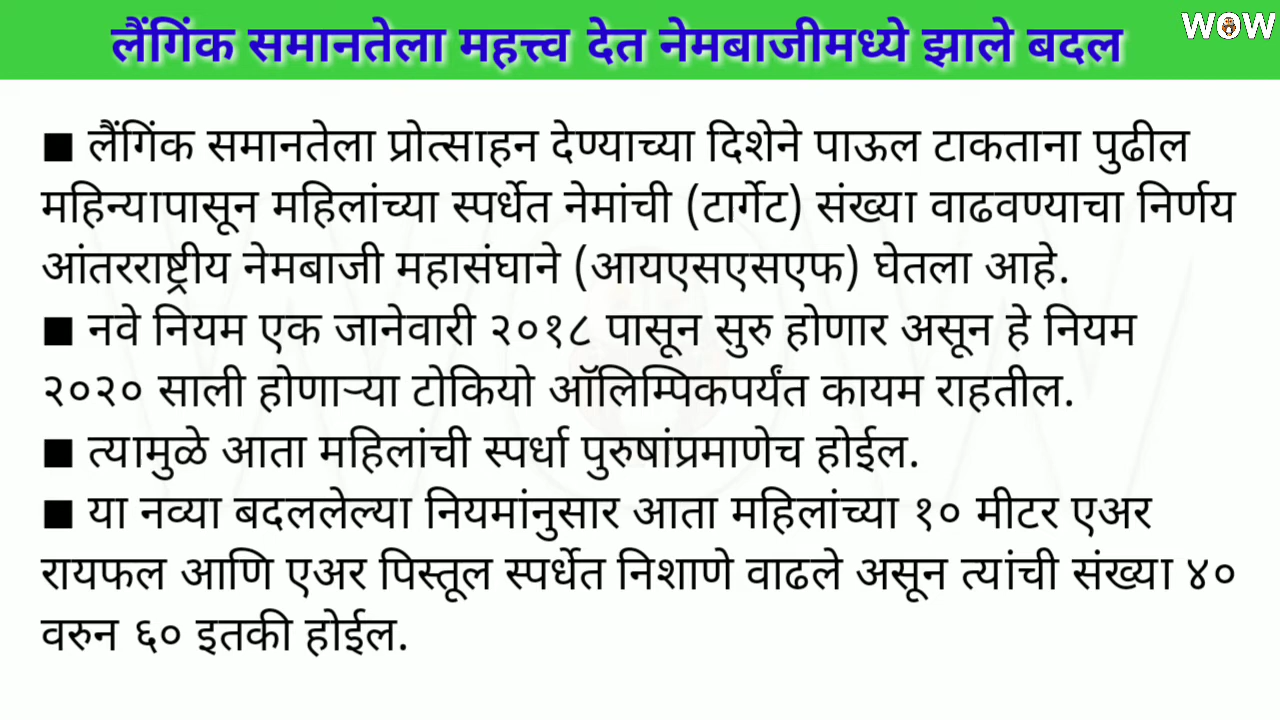 लैंगिंक समानतेला महत्त्व देत नेमबाजीमध्ये झाले बदल
WOW
■ लैंगिंक समानतेला प्रोत्साहन देण्याच्या दिशेने पाऊल टाकताना पुढील
महिन्यापासून महिलांच्या स्पर्धेत नेमांची (टार्गेट) संख्या वाढवण्याचा निर्णय
आंतरराष्ट्रीय नेमबाजी महासंघाने (आयएसएसएफ) घेतला आहे.
■ नवे नियम एक जानेवारी २०१८ पासून सुरु होणार असून हे नियम
२०२० साली होणाऱ्या टोकियो ऑलिम्पिकपर्यंत कायम राहतील.
■ त्यामुळे आता महिलांची स्पर्धा पुरुषांप्रमाणेच होईल.
■ या नव्या बदललेल्या नियमांनुसार आता महिलांच्या १० मीटर एअर
रायफल आणि एअर पिस्तूल स्पर्धेत निशाणे वाढले असून त्यांची संख्या ४०
वरुन ६० इतकी होईल.